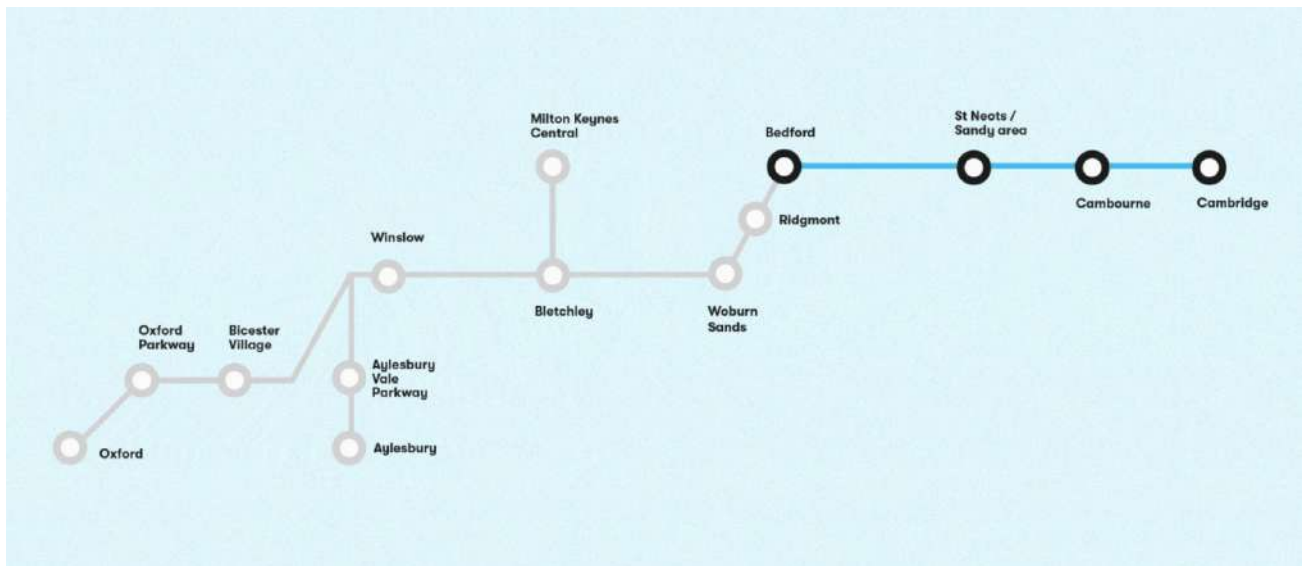 Milton Keynes
Central
Bedford
St Neots /
Sandy area
Cambourne
Cambridge
Ridgmont
Winslow
Bletchley
Woburn
Sands
Oxford
Parkway
Bicester
Village
Aylesbury
Vale
Parkway
Oxford
Aylesbury